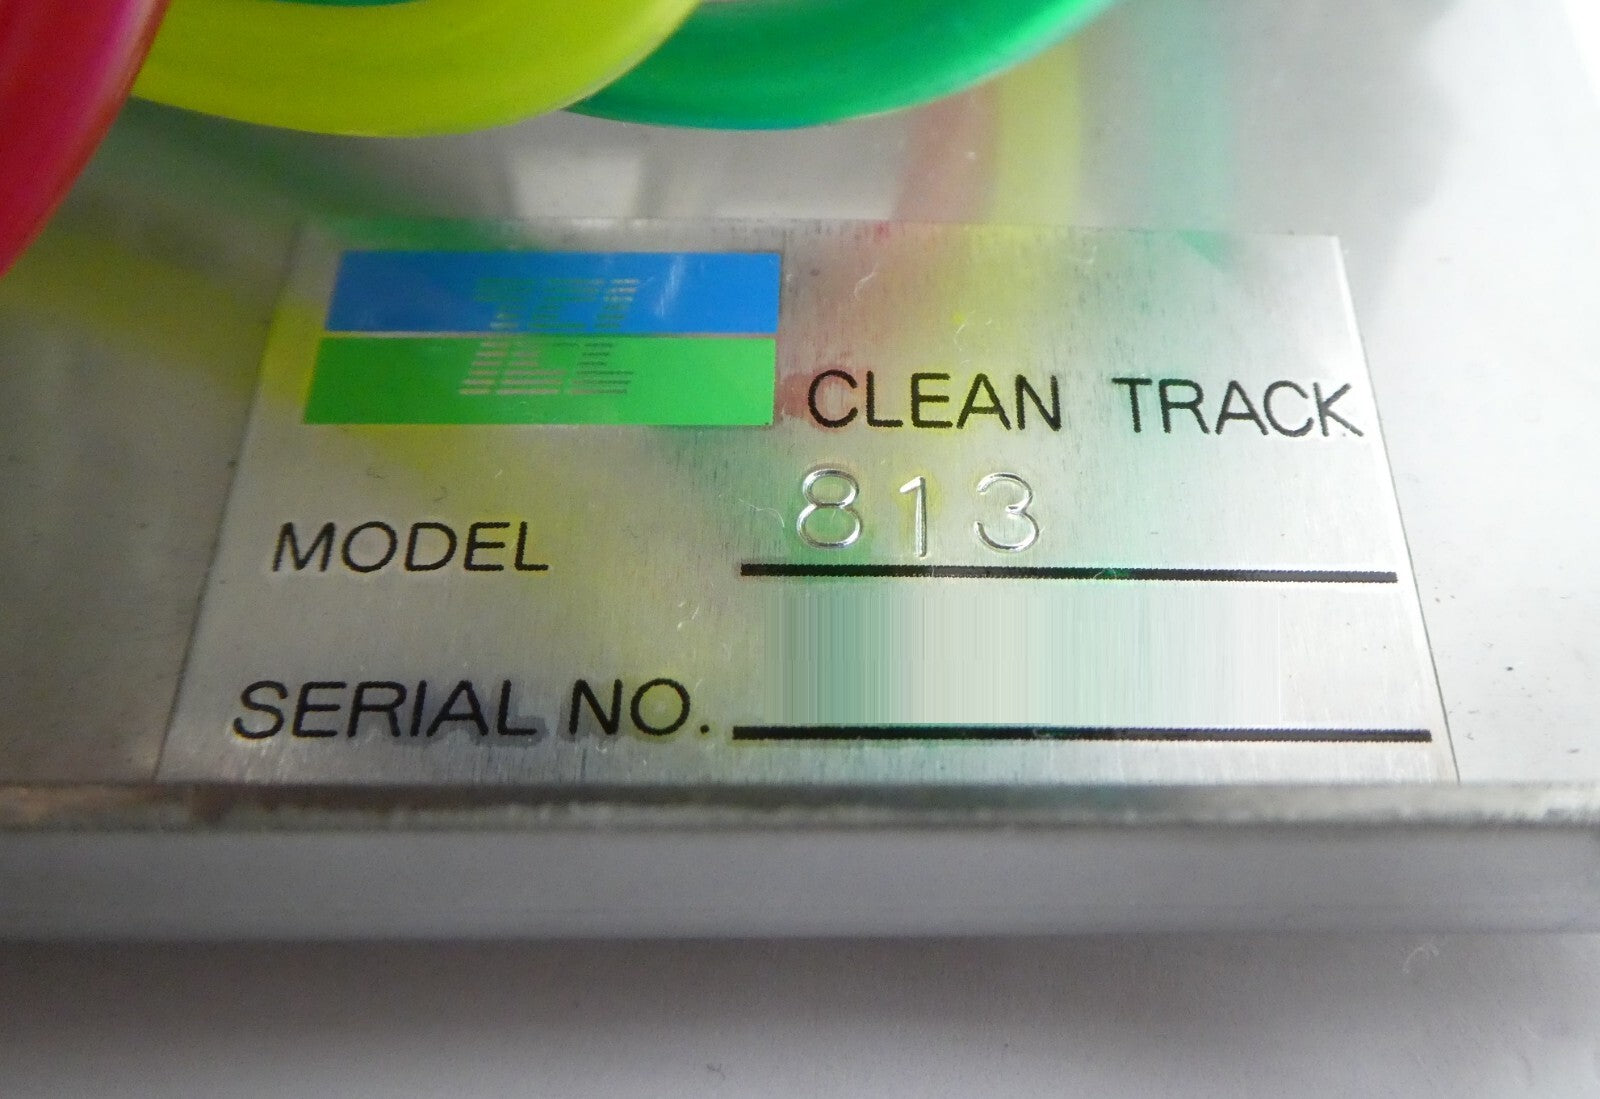 CLEAN TRACK
MODEL 813
SERIAL NO.